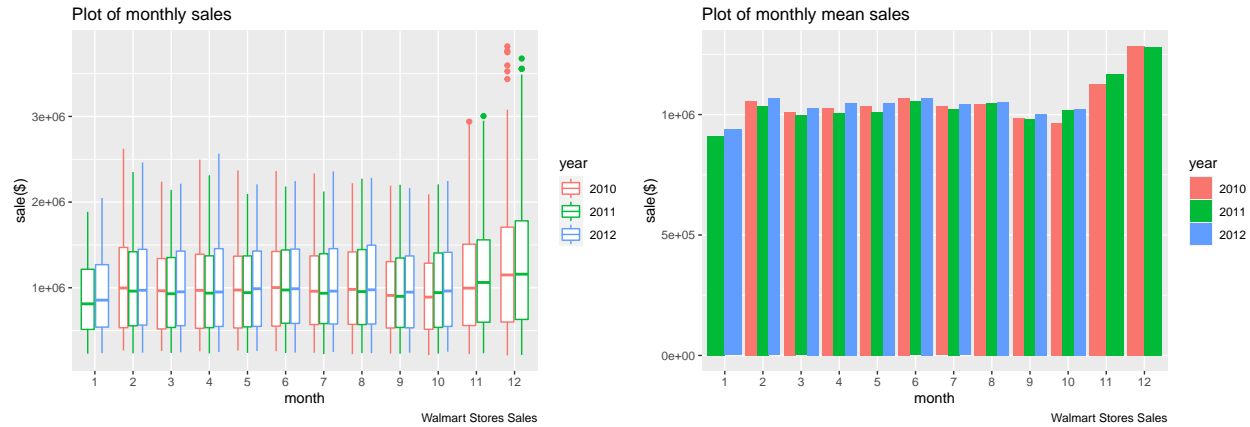 Plot of monthly sales
3e+06
2e+06
1e+06
sale($)
1 2 3 4 5 6 7 8 9 10 11 12
month
year
2010
2011
2012
Walmart Stores Sales
Plot of monthly mean sales
1e+06
5e+05
0e+00
sale($)
1 2 3 4 5 6 7 8 9 10 11 12
month
year
2010
2011
2012
Walmart Stores Sales